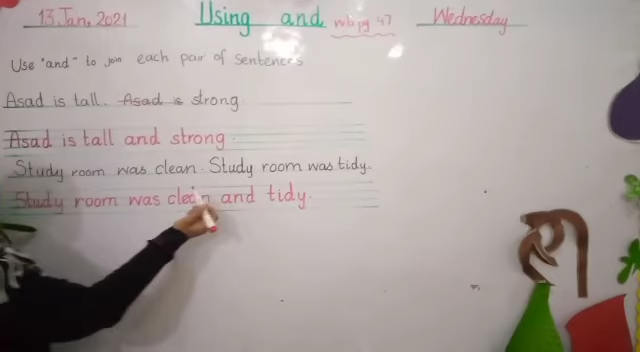 13.Jan, 2021 Using and wb pg 47 Wednesday
Use "and" to join each pair of sentences
Asad is tall. Asad is strong.
Asad is tall and strong.
Study room was clean. Study room was tidy.
Study room was clean and tidy.